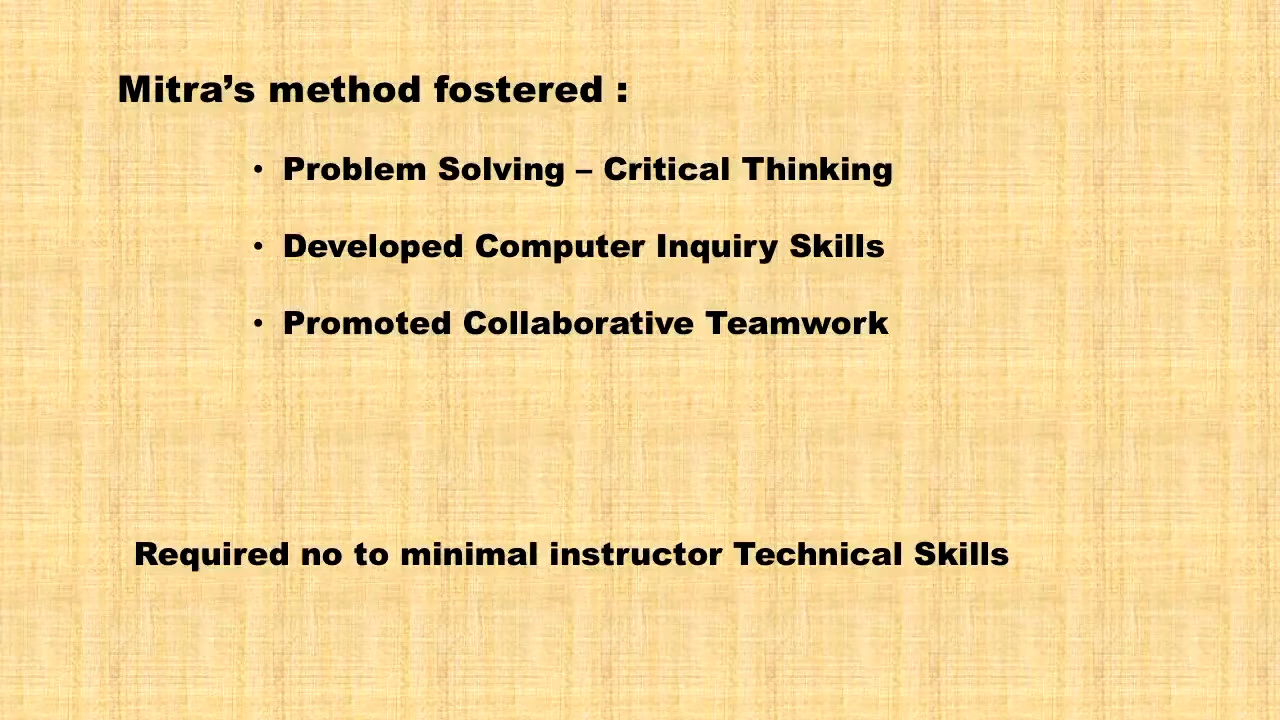 Mitra’s method fostered :
• Problem Solving – Critical Thinking
• Developed Computer Inquiry Skills
• Promoted Collaborative Teamwork
Required no to minimal instructor Technical Skills